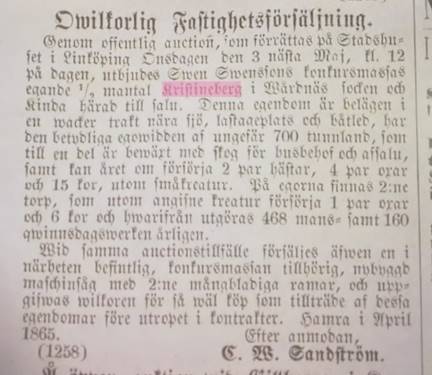 Owilkorlig Fastighetsförsäljning.
Genom offentlig auction, som förrättas på Stadshu-
set i Linköping Onsdagen den 3 nästa Maj, kl. 12
på dagen, utbjudes Swen Swensons konkursmassas
egande 1/2 mantal Kristineberg i Wårdnäs socken och
Kinda härad till salu. Denna egendom är belägen i
en wacker trakt nära sjö, lastageplats och båtled, har
den betydliga egowidden af ungefär 700 tunnland, som
till en del är bewäxt med skog för husbehof och afsalu,
samt kan året om förförja 2 par hästar, 4 par oxar
och 15 kor, utom småkreatur. På egorna finnas 2:ne
torp, som utom angifne kreatur förförja 1 par oxar
och 6 kor och hwarifrån utgöras 468 mans- samt 160
qwinnsdagswerken årligen.
Wid samma auctionstillfälle försäljes äfwen en i
närheten befintlig, konkursmassan tillhörig, nybyggd
maschinsåg med 2:ne mångbladiga ramar, och upp-
gifwas wilkoren för så wäl köp som tillträde af dessa
egendomar före utropet i kontrakter. Hamra i April
1865. Efter anmodan,
(1258) C. W. Sandström.